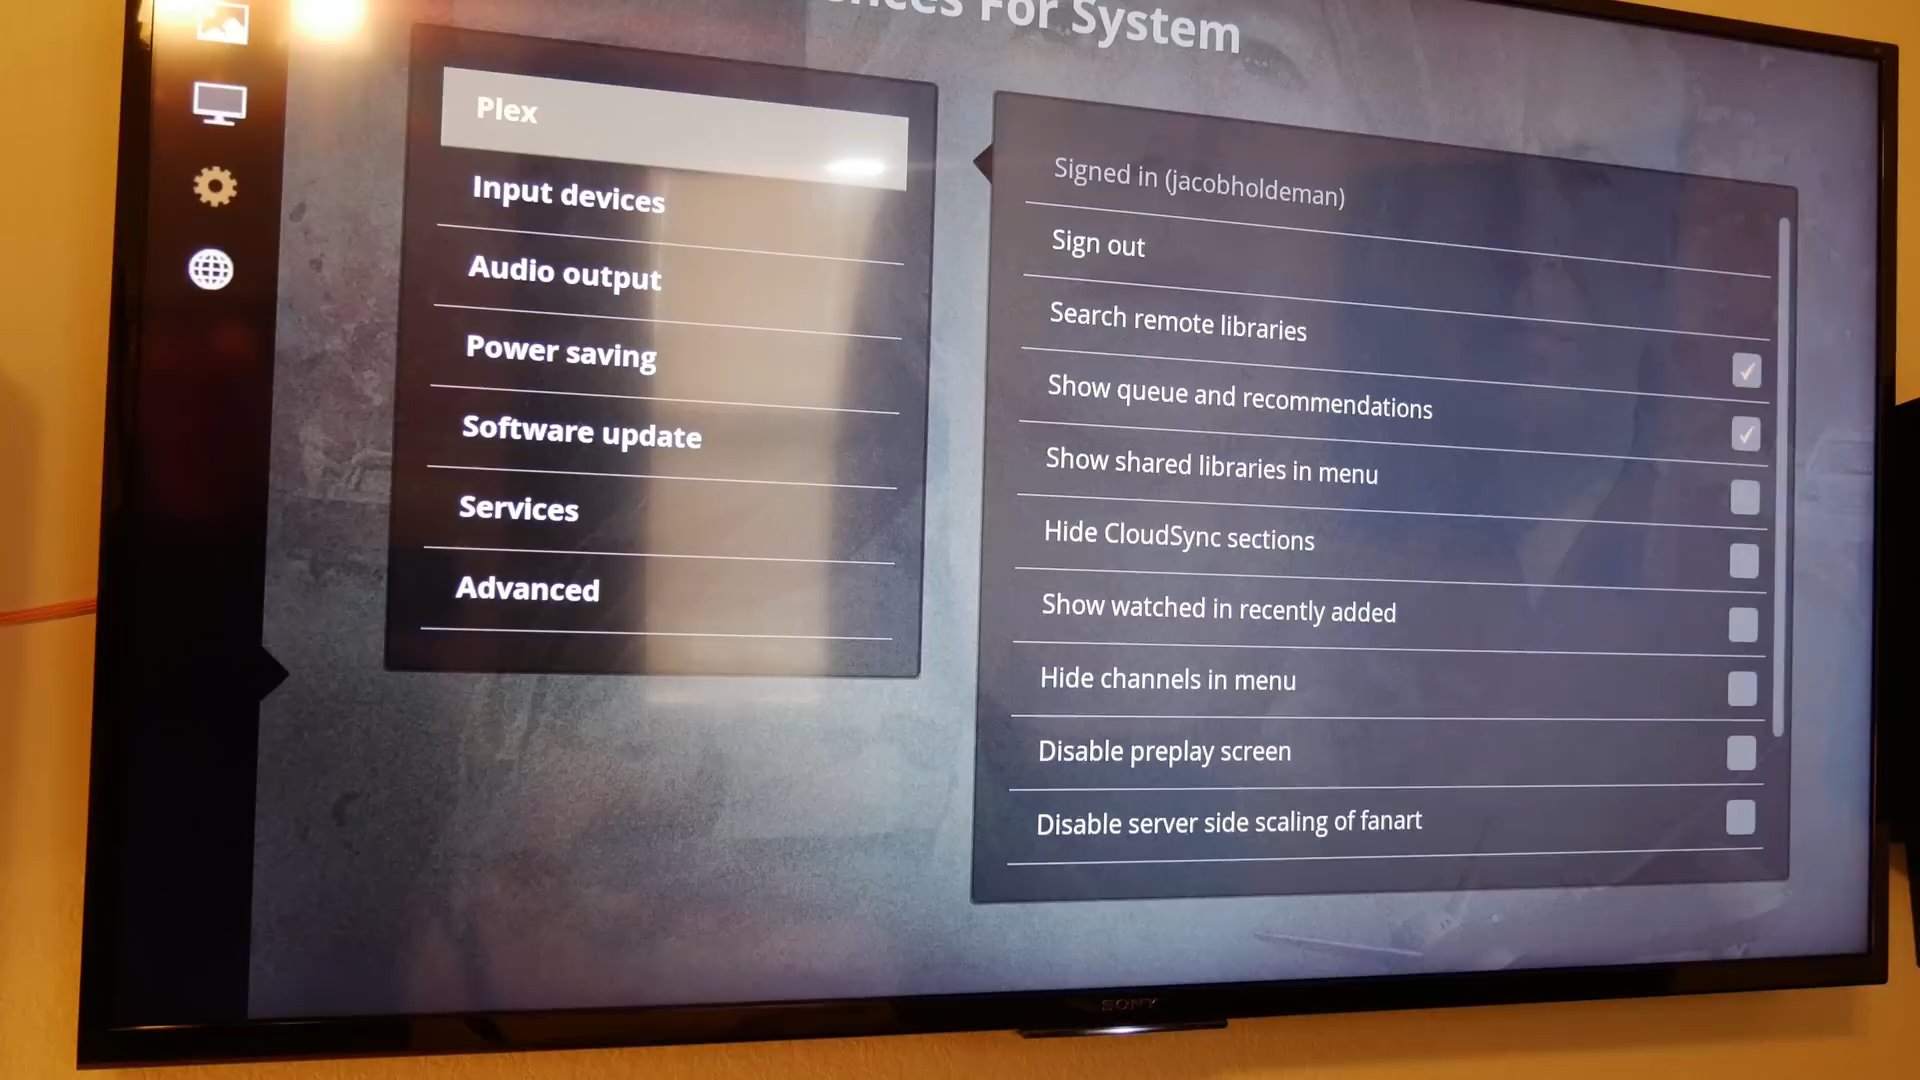 For System
Plex
Input devices
Audio output
Power saving
Software update
Services
Advanced
Signed in (jacobholdeman)
Sign out
Search remote libraries
Show queue and recommendations
Show shared libraries in menu
Hide CloudSync sections
Show watched in recently added
Hide channels in menu
Disable preplay screen
Disable server side scaling of fanart
SONY